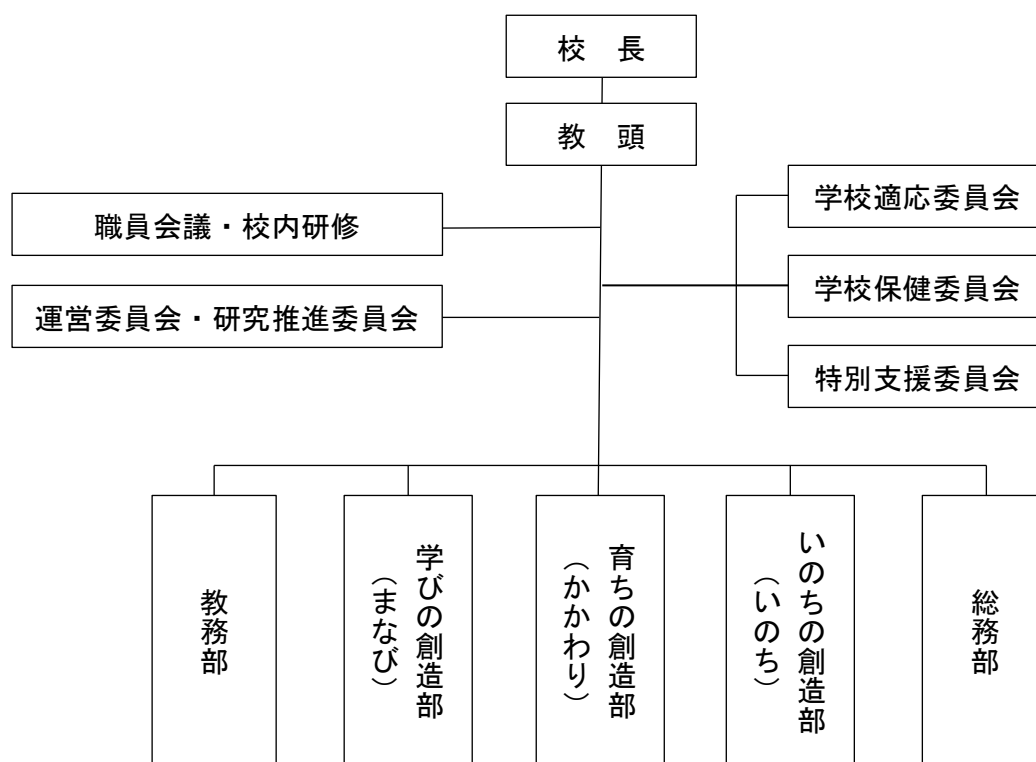 校　長
教　頭
職員会議・校内研修
運営委員会・研究推進委員会
学校適応委員会
学校保健委員会
特別支援委員会
教務部
学びの創造部
（まなび）
育ちの創造部
（かかわり）
いのちの創造部
（いのち）
総務部